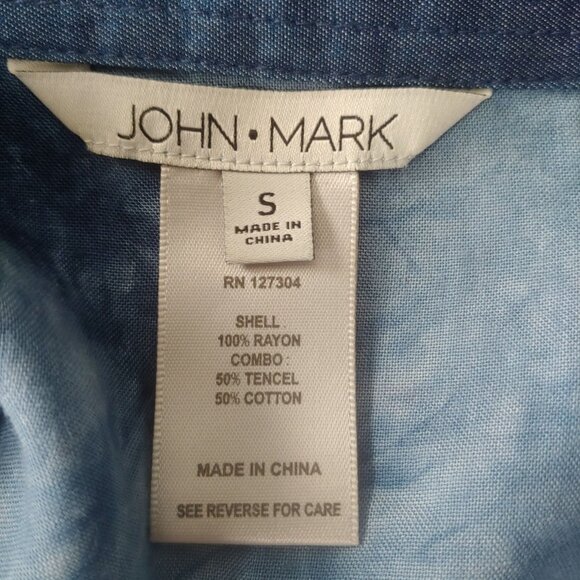 JOHN • MARK
S
MADE IN
CHINA
RN 127304
SHELL :
100% RAYON
COMBO :
50% TENCEL
50% COTTON
MADE IN CHINA
SEE REVERSE FOR CARE